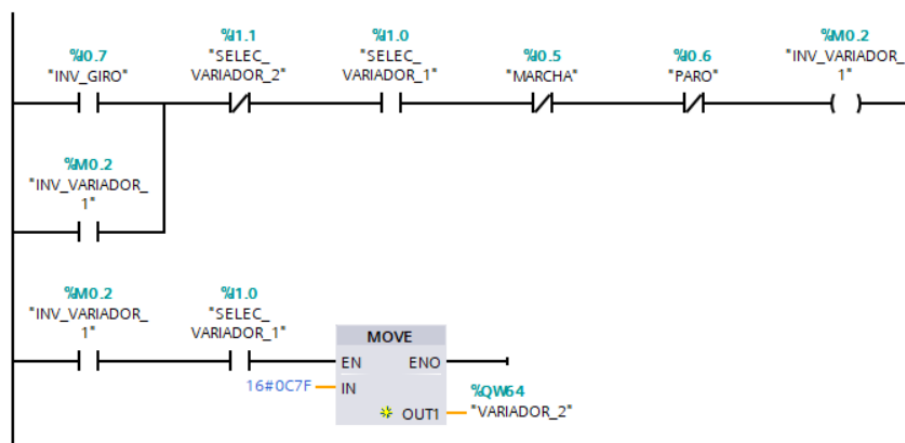 %I0.7
"INV_GIRO"
%I1.1
"SELEC_
VARIADOR_2"
%I1.0
"SELEC_
VARIADOR_1"
%I0.5
"MARCHA"
%I0.6
"PARO"
%M0.2
"INV_VARIADOR_
1"
%M0.2
"INV_VARIADOR_
1"
%M0.2
"INV_VARIADOR_
1"
%I1.0
"SELEC_
VARIADOR_1"
MOVE
EN ENO
16#0C7F IN
%QW64
OUT1 "VARIADOR_2"